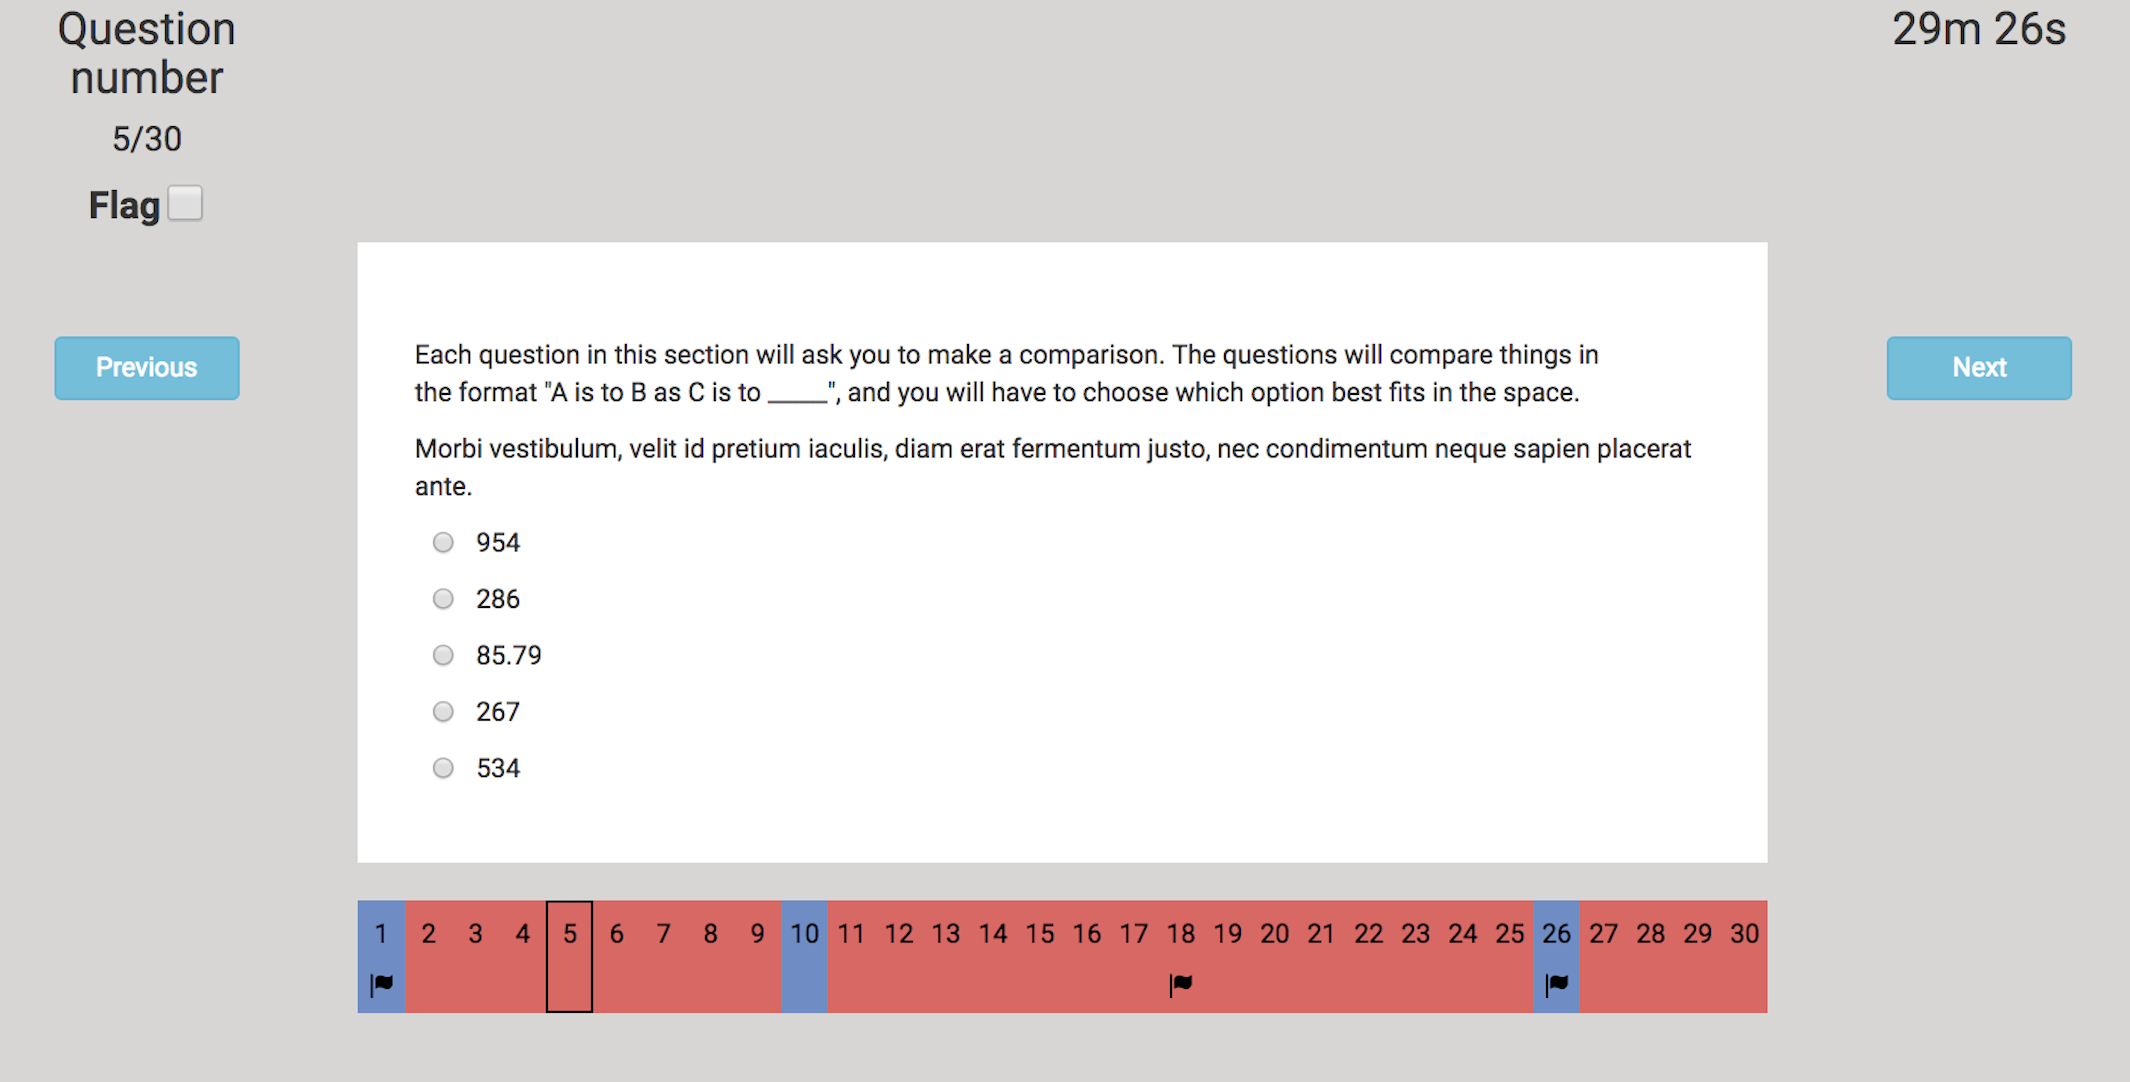 Question
number
5/30
Flag
29m 26s
Previous
Next
Each question in this section will ask you to make a comparison. The questions will compare things in
the format "A is to B as C is to _____", and you will have to choose which option best fits in the space.
Morbi vestibulum, velit id pretium iaculis, diam erat fermentum justo, nec condimentum neque sapien placerat
ante.
954
286
85.79
267
534
1 2 3 4 5 6 7 8 9 10 11 12 13 14 15 16 17 18 19 20 21 22 23 24 25 26 27 28 29 30